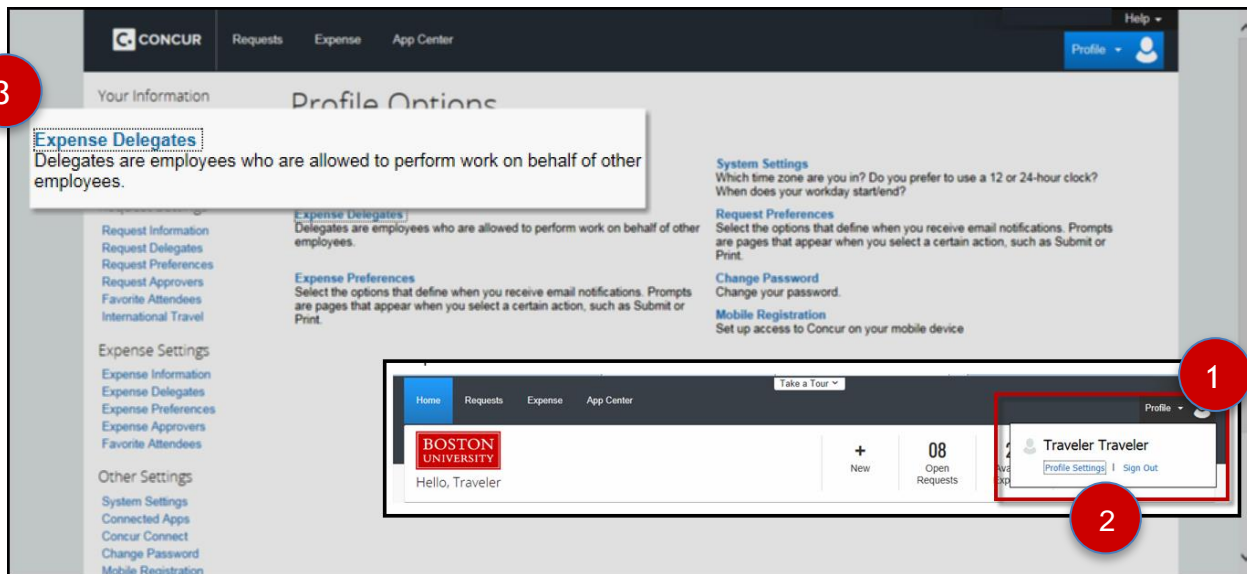 Help
C. CONCUR
Requests
Expense
App Center
Profile
3
Your Information
Profile Options
Expense Delegates
Delegates are employees who are allowed to perform work on behalf of other
employees.
Request Information
Request Delegates
Request Preferences
Request Approvers
Favorite Attendees
International Travel
Expense Settings
Expense Information
Expense Delegates
Expense Preferences
Expense Approvers
Favorite Attendees
Other Settings
System Settings
Connected Apps
Concur Connect
Change Password
Mobile Registration
Expense Delegates
Delegates are employees who are allowed to perform work on behalf of other
employees.
Expense Preferences
Select the options that define when you receive email notifications. Prompts
are pages that appear when you select a certain action, such as Submit or
Print.
System Settings
Which time zone are you in? Do you prefer to use a 12 or 24-hour clock?
When does your workday start/end?
Request Preferences
Select the options that define when you receive email notifications. Prompts
are pages that appear when you select a certain action, such as Submit or
Print.
Change Password
Change your password.
Mobile Registration
Set up access to Concur on your mobile device
1
Take a Tour
Home
Requests
Expense
App Center
Profile
BOSTON
UNIVERSITY
Hello, Traveler
+
New
08
Open
Requests
Traveler Traveler
Profile Settings | Sign Out
2